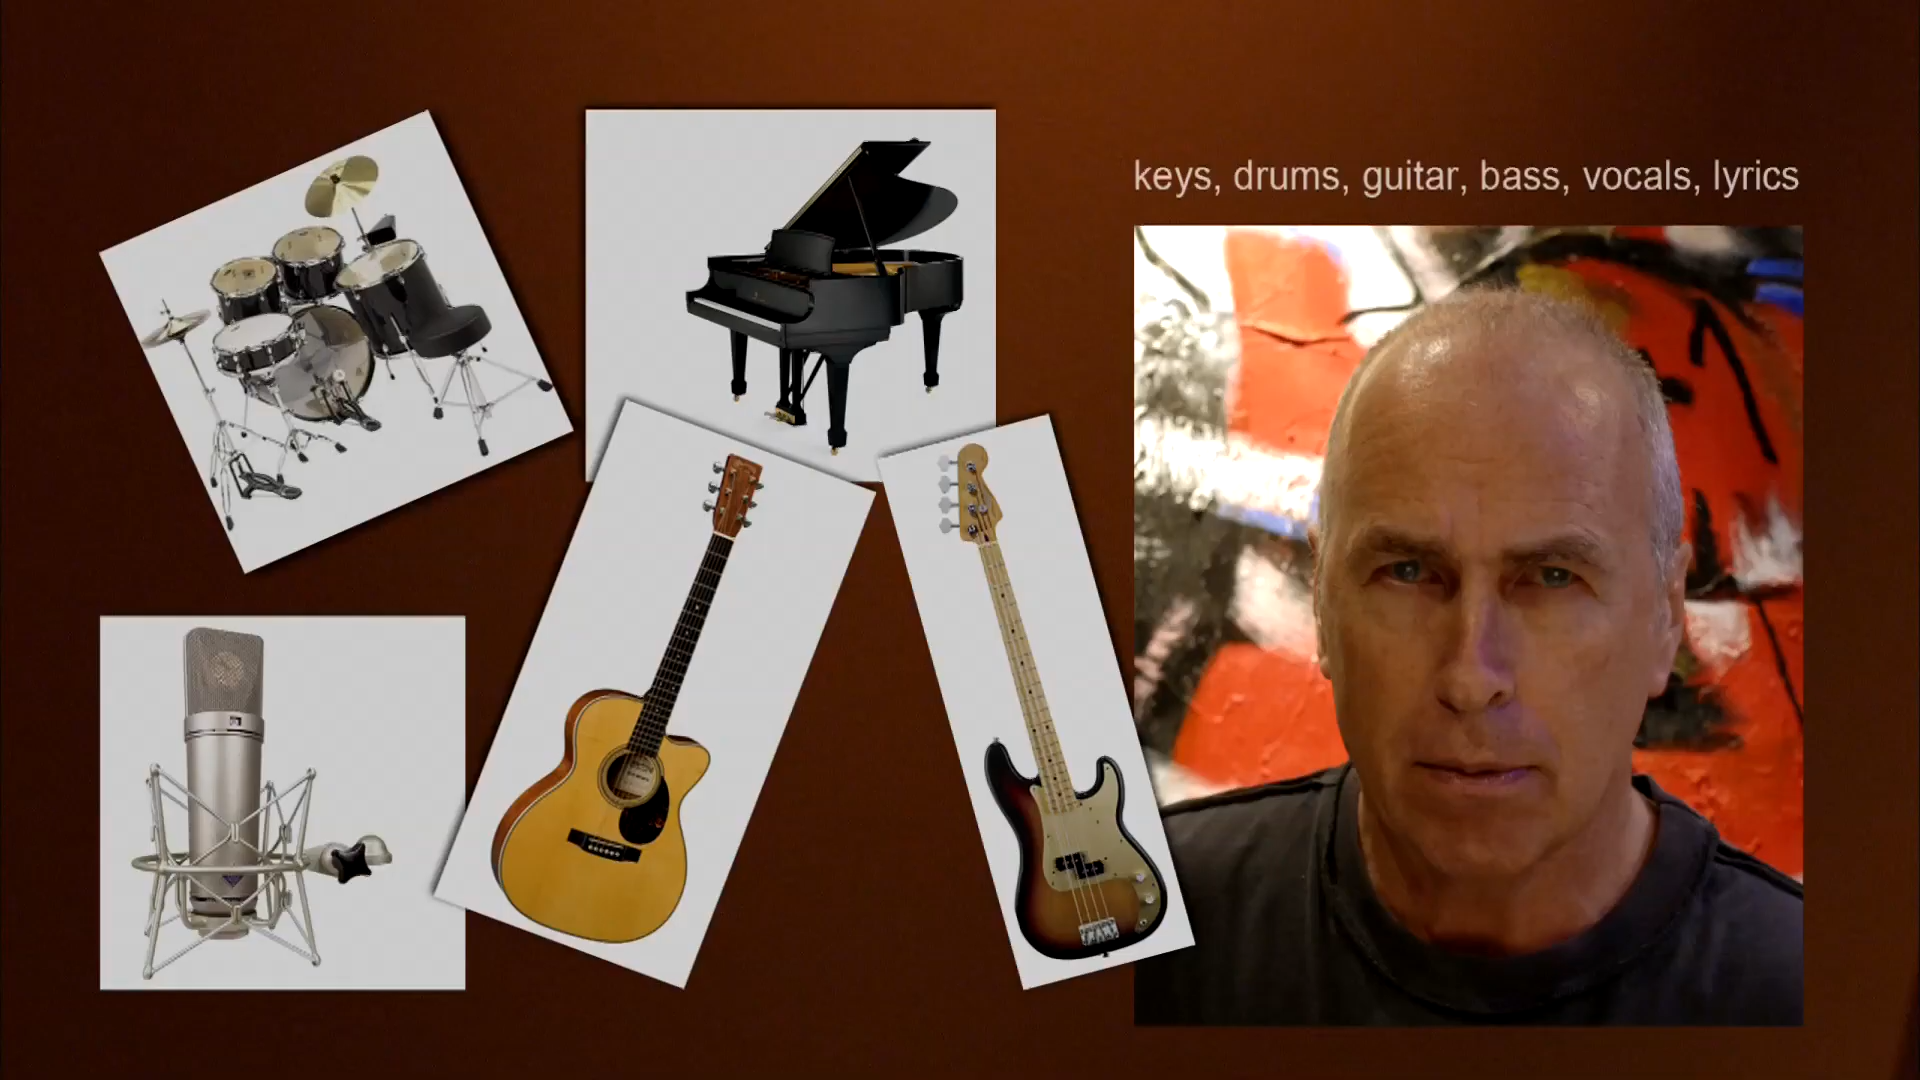 keys, drums, guitar, bass, vocals, lyrics